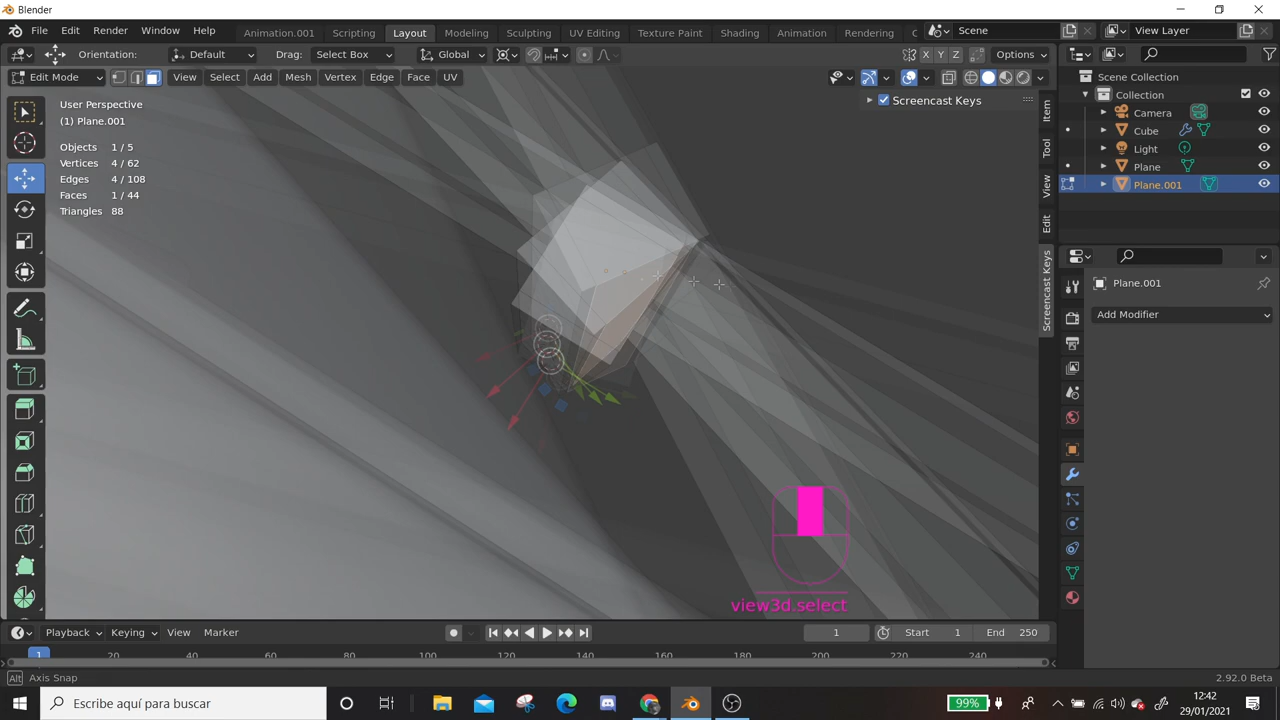 Blender
File Edit Render Window Help
Animation.001 Scripting Layout Modeling Sculpting UV Editing Texture Paint Shading Animation Rendering C
Scene
View Layer
Orientation: Default Drag: Select Box Global
X Y Z Options
Edit Mode View Select Add Mesh Vertex Edge Face UV
User Perspective
(1) Plane.001
Objects 1 / 5
Vertices 4 / 62
Edges 4 / 108
Faces 1 / 44
Triangles 88
Screencast Keys
Item
Tool
View
Edit
Screencast Keys
Scene Collection
Collection
Camera
Cube
Light
Plane
Plane.001
Plane.001
Add Modifier
view3d.select
Playback Keying View Marker
1 Start 1 End 250
1 20 40 60 80 100 120 140 160 180 200 220 240
Alt Axis Snap
2.92.0 Beta
Escribe aquí para buscar
99%
12:42
29/01/2021